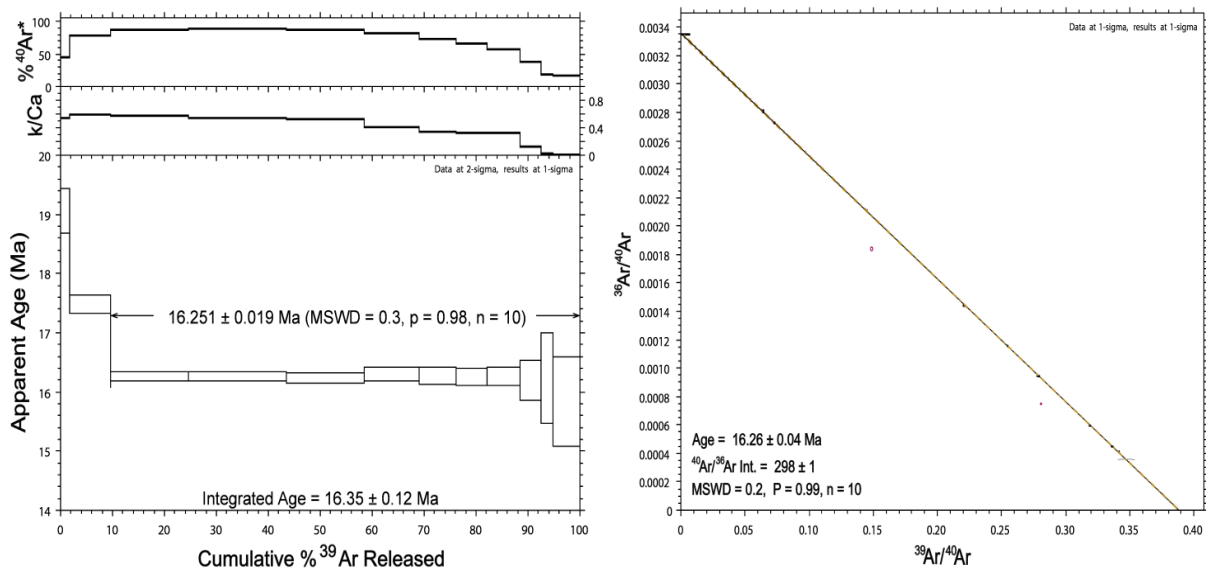 100
% ⁴⁰Ar*
50
0
0.8
k/Ca
0.4
0
20
Data at 2-sigma, results at 1-sigma
19
18
17
16
15
14
Apparent Age (Ma)
16.251 ± 0.019 Ma (MSWD = 0.3, p = 0.98, n = 10)
Integrated Age = 16.35 ± 0.12 Ma
0 10 20 30 40 50 60 70 80 90 100
Cumulative % ³⁹Ar Released
Data at 1-sigma, results at 1-sigma
0.0034
0.0032
0.0028
0.0026
0.0024
0.0022
0.0020
0.0018
0.0016
0.0014
0.0012
0.0010
0.0008
0.0006
0.0004
0.0002
0
³⁶Ar/⁴⁰Ar
Age = 16.26 ± 0.04 Ma
⁴⁰Ar/³⁶Ar Int. = 298 ± 1
MSWD = 0.2, P = 0.99, n = 10
0 0.05 0.10 0.15 0.20 0.25 0.30 0.35 0.40
³⁹Ar/⁴⁰Ar